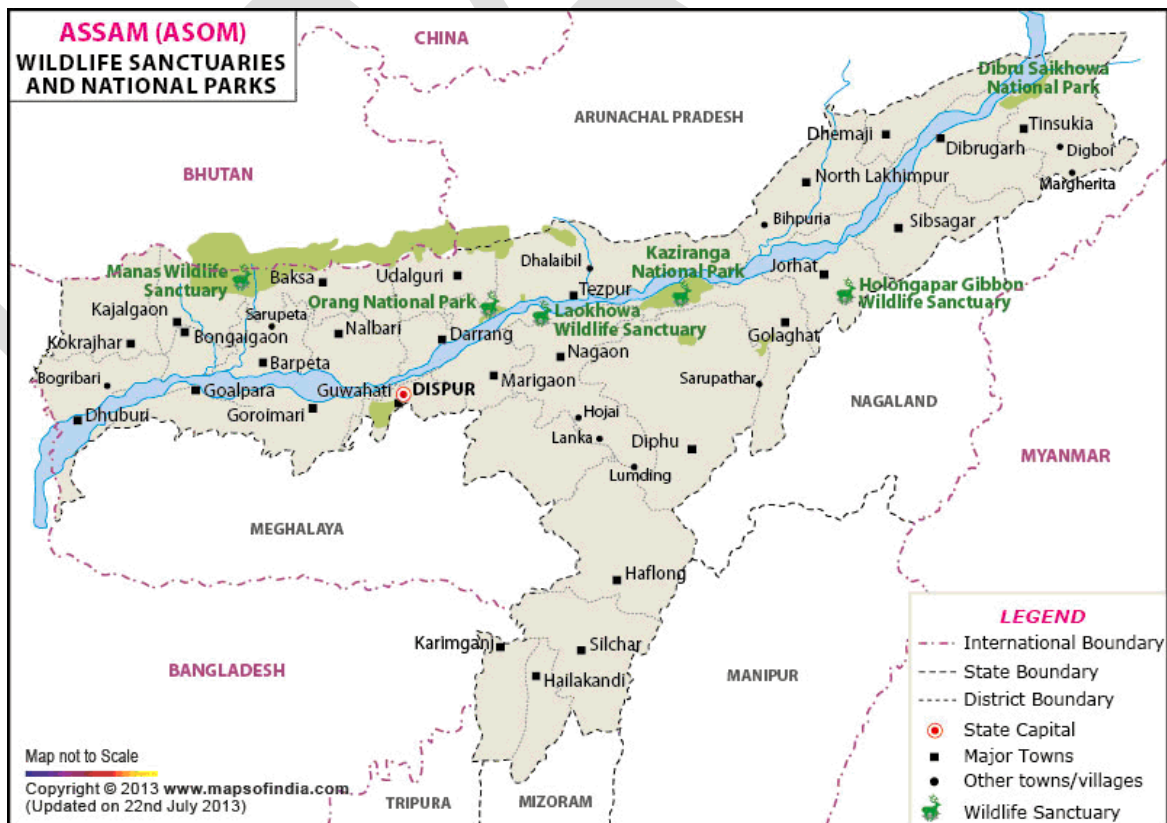 ASSAM (ASOM)
WILDLIFE SANCTUARIES
AND NATIONAL PARKS
CHINA
ARUNACHAL PRADESH
BHUTAN
Dibru Saikhowa
National Park
Dhemaji
Tinsukia
Dibrugarh
Digboi
Margherita
North Lakhimpur
Bihpuria
Sibsagar
Manas Wildlife
Sanctuary
Baksa
Udalguri
Dhalaibil
Kaziranga
National Park
Jorhat
Holongapar Gibbon
Wildlife Sanctuary
Orang National Park
Tezpur
Laokhowa
Wildlife Sanctuary
Kajalgaon
Sarupeta
Bongaigaon
Nalbari
Darrang
Golaghat
Kokrajhar
Barpeta
Nagaon
Bogribari
Goalpara
Guwahati
DISPUR
Marigaon
Sarupathar
Dhuburi
Goroimari
Hojai
Lanka
Diphu
Lumding
NAGALAND
MYANMAR
MEGHALAYA
Haflong
Karimganj
Silchar
Hailakandi
BANGLADESH
MANIPUR
TRIPURA
MIZORAM
LEGEND
International Boundary
State Boundary
District Boundary
State Capital
Major Towns
Other towns/villages
Wildlife Sanctuary
Map not to Scale
Copyright © 2013 www.mapsofindia.com
(Updated on 22nd July 2013)